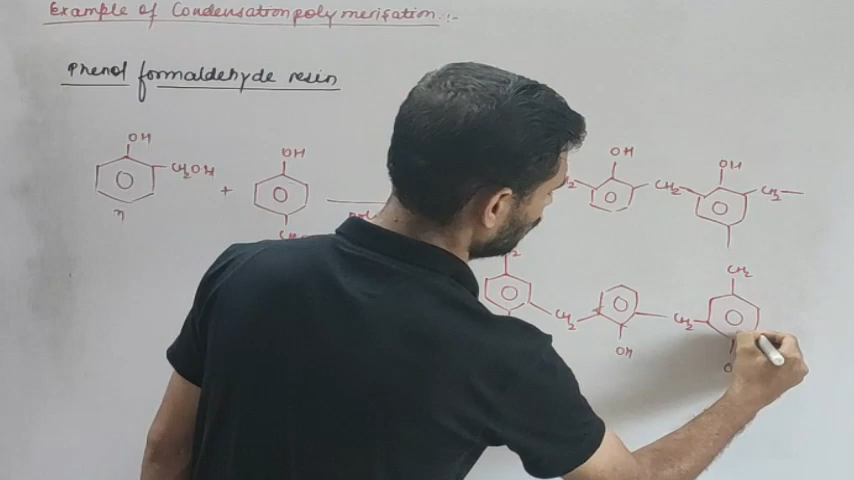 Example of Condensation polymerisation :-
Phenol formaldehyde resin
OH
CH₂OH
n
+
OH
OH
CH₂
OH
CH₂
CH₂
CH₂
OH
CH₂